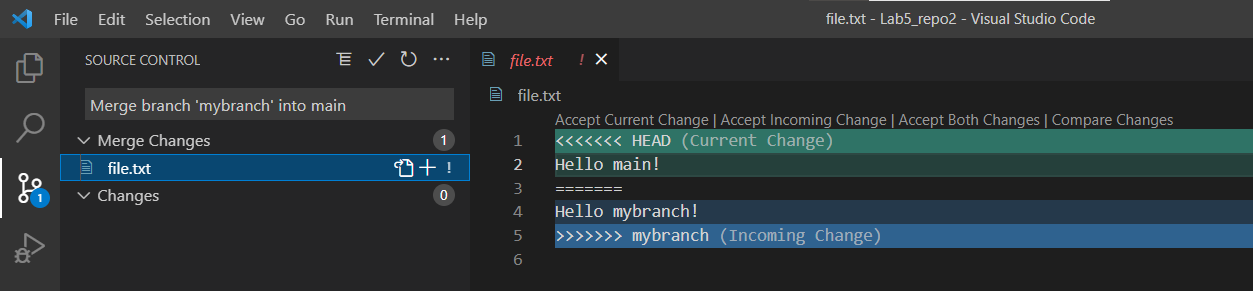 File Edit Selection View Go Run Terminal Help file.txt - Lab5_repo2 - Visual Studio Code
SOURCE CONTROL
Merge branch 'mybranch' into main
Merge Changes 1
file.txt !
Changes 0
1
file.txt !
file.txt
Accept Current Change | Accept Incoming Change | Accept Both Changes | Compare Changes
1 <<<<<<< HEAD (Current Change)
2 Hello main!
3 =======
4 Hello mybranch!
5 >>>>>>> mybranch (Incoming Change)
6